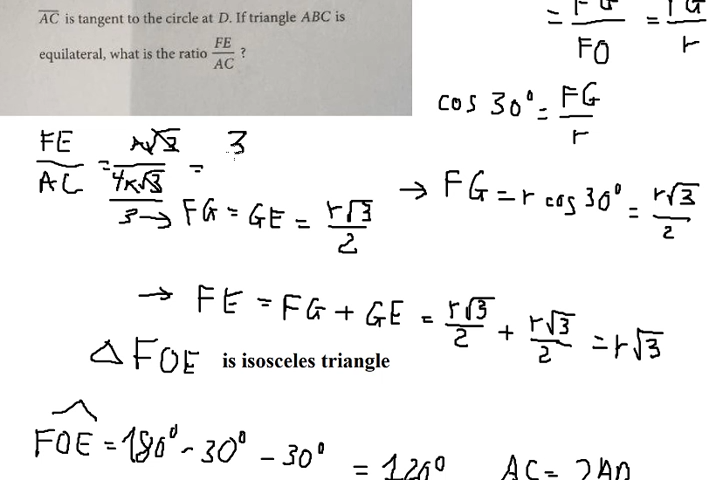 AC is tangent to the circle at D. If triangle ABC is
equilateral, what is the ratio FE/AC ?
= FG/FO = FG/r
cos 30° = FG/r
FE/AC = r√3/(4r√3/3) = 3
→ FG = r cos 30° = r√3/2
→ FG = GE = r√3/2
→ FE = FG + GE = r√3/2 + r√3/2 = r√3
△ FOE is isosceles triangle
FOE = 180° - 30° - 30° = 120° AC = 2AD